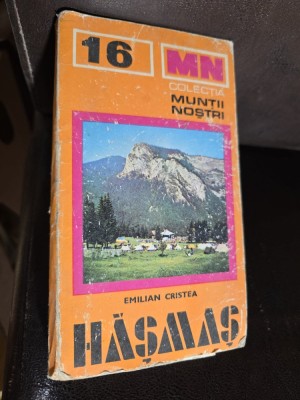 16
MN
COLECȚIA
MUNȚII
NOȘTRI
EMILIAN CRISTEA
HĂȘMAȘ